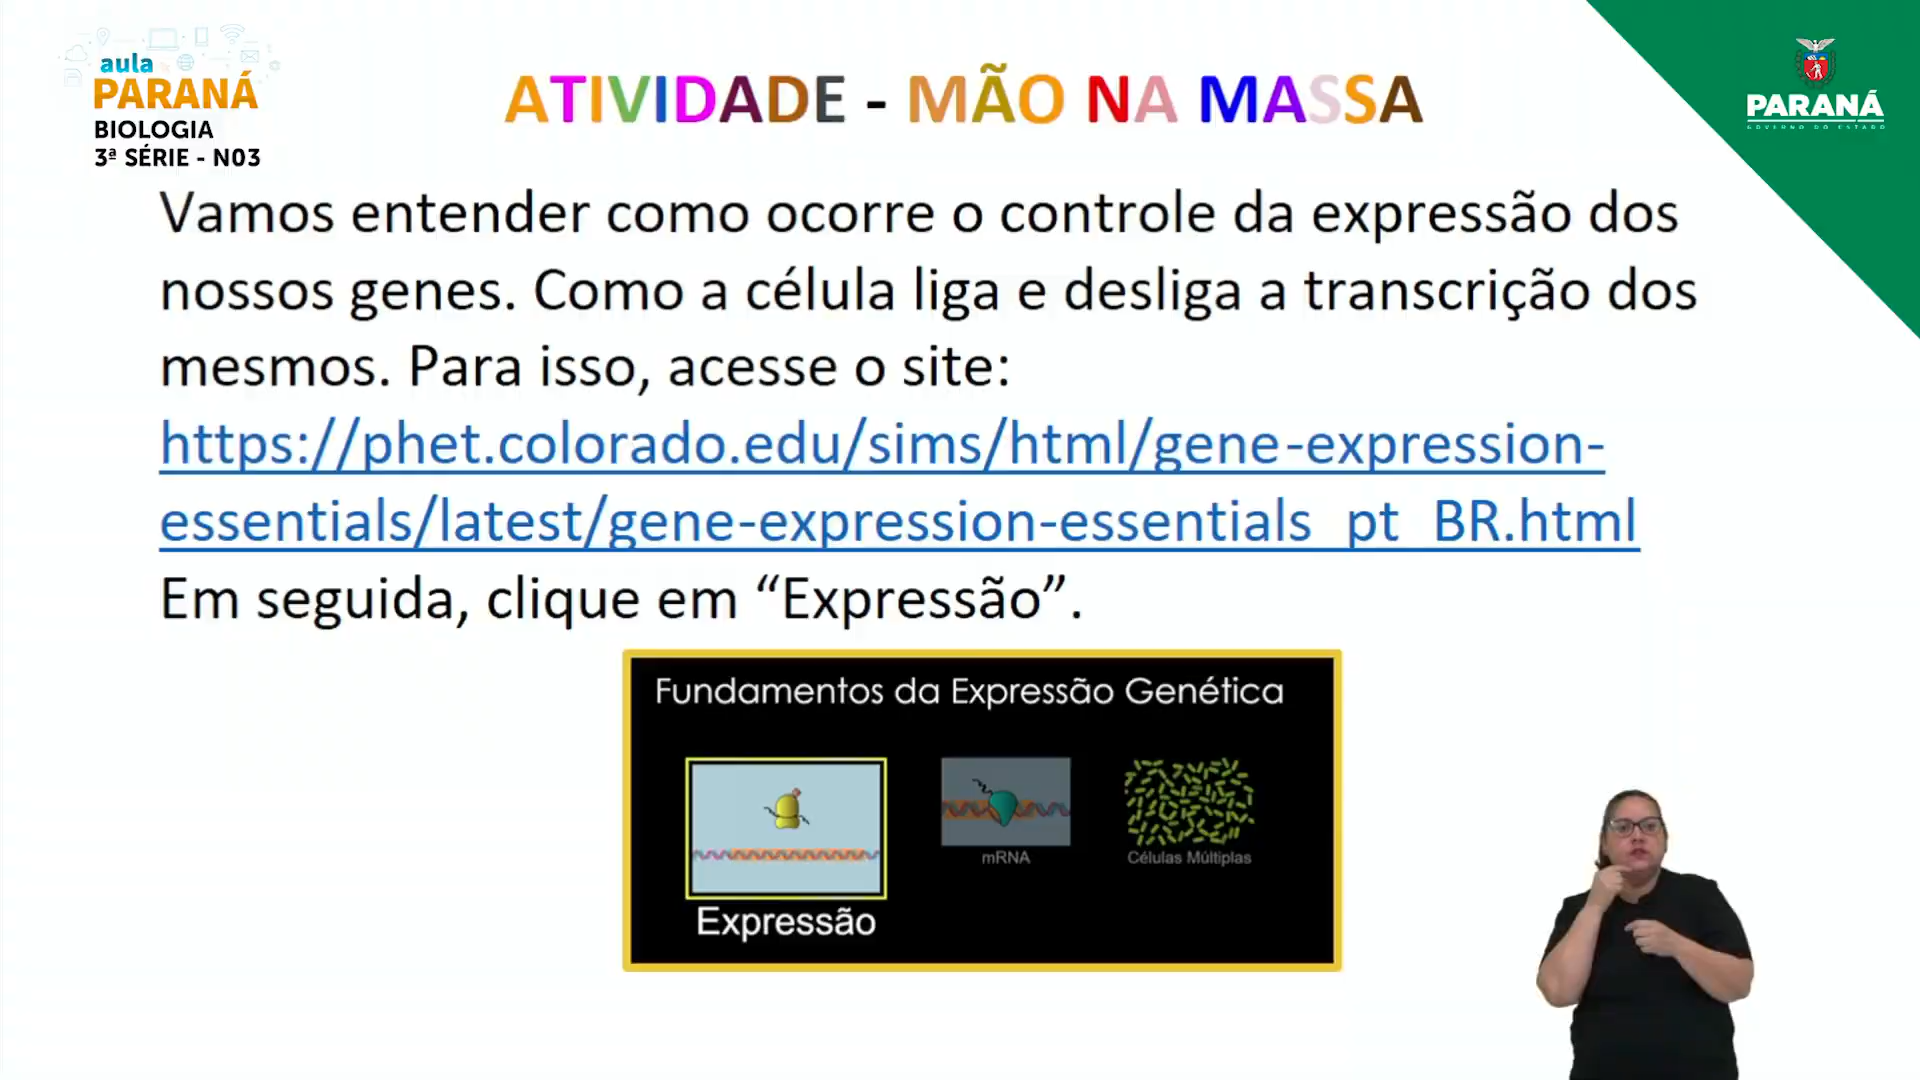 aula
PARANÁ
BIOLOGIA
3ª SÉRIE - N03
ATIVIDADE - MÃO NA MASSA
PARANÁ
GOVERNO DO ESTADO
Vamos entender como ocorre o controle da expressão dos
nossos genes. Como a célula liga e desliga a transcrição dos
mesmos. Para isso, acesse o site:
https://phet.colorado.edu/sims/html/gene-expression-
essentials/latest/gene-expression-essentials_pt_BR.html
Em seguida, clique em “Expressão”.
Fundamentos da Expressão Genética
Expressão
mRNA
Células Múltiplas